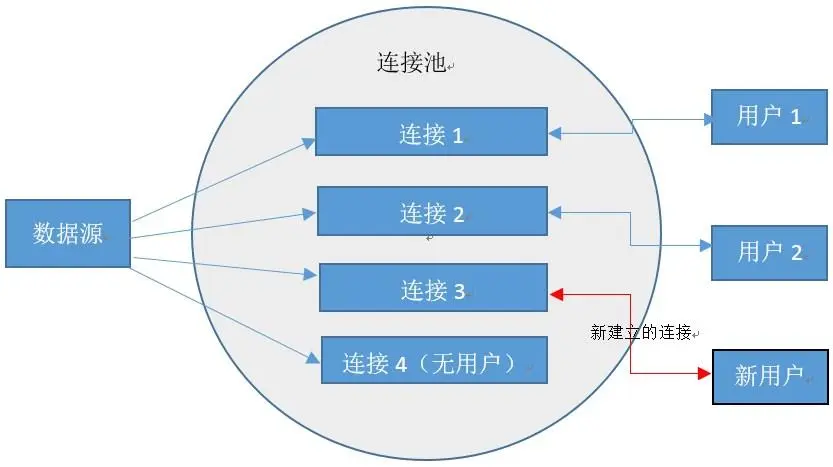 连接池
连接 1
用户 1
数据源
连接 2
用户 2
连接 3
新建立的连接
连接 4（无用户）
新用户